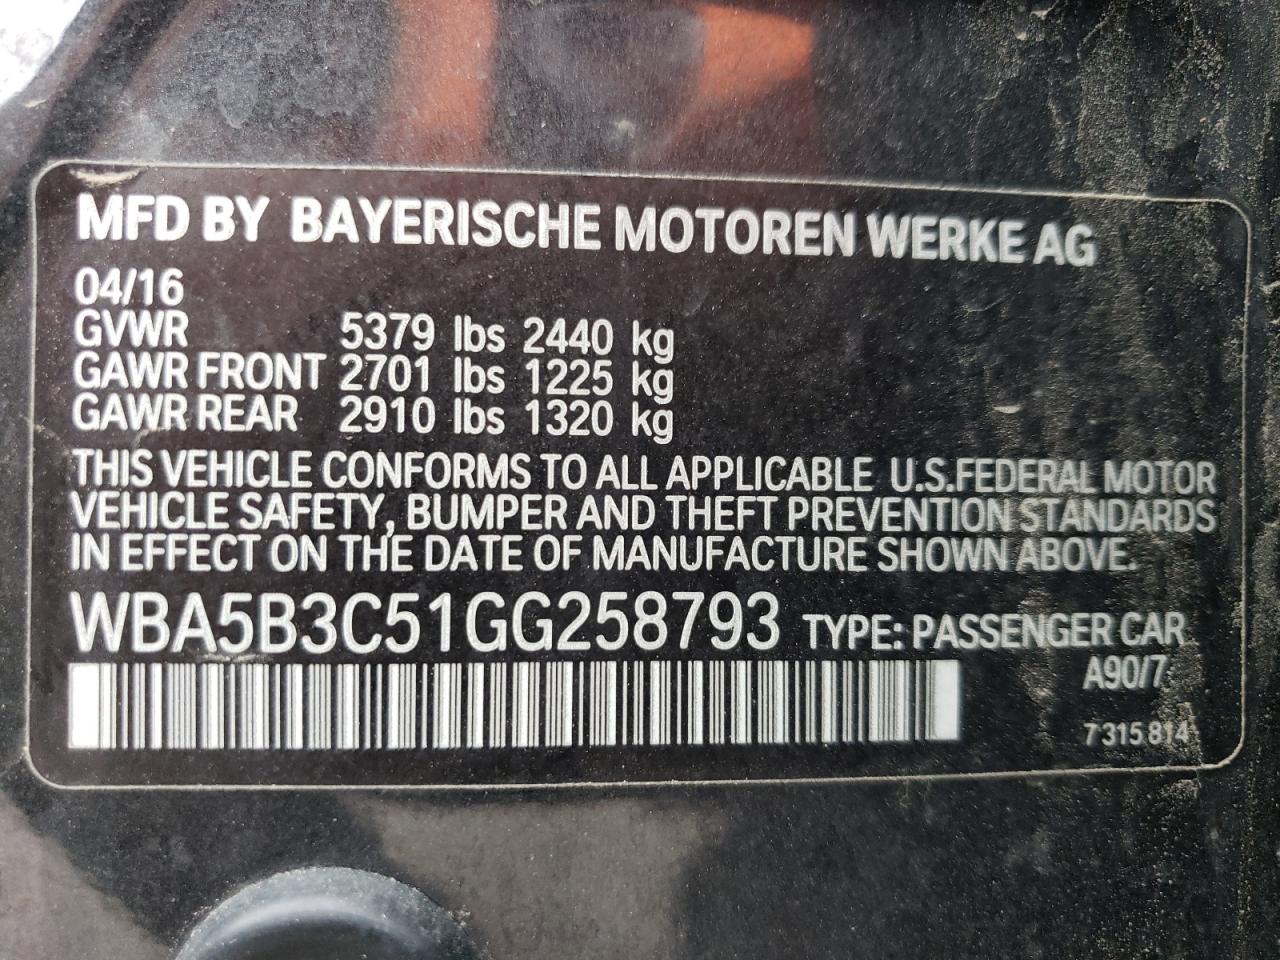 MFD BY BAYERISCHE MOTOREN WERKE AG
04/16
GVWR 5379 lbs 2440 kg
GAWR FRONT 2701 lbs 1225 kg
GAWR REAR 2910 lbs 1320 kg
THIS VEHICLE CONFORMS TO ALL APPLICABLE U.S.FEDERAL MOTOR
VEHICLE SAFETY, BUMPER AND THEFT PREVENTION STANDARDS
IN EFFECT ON THE DATE OF MANUFACTURE SHOWN ABOVE.
WBA5B3C51GG258793 TYPE: PASSENGER CAR
A90/7
7 315 814